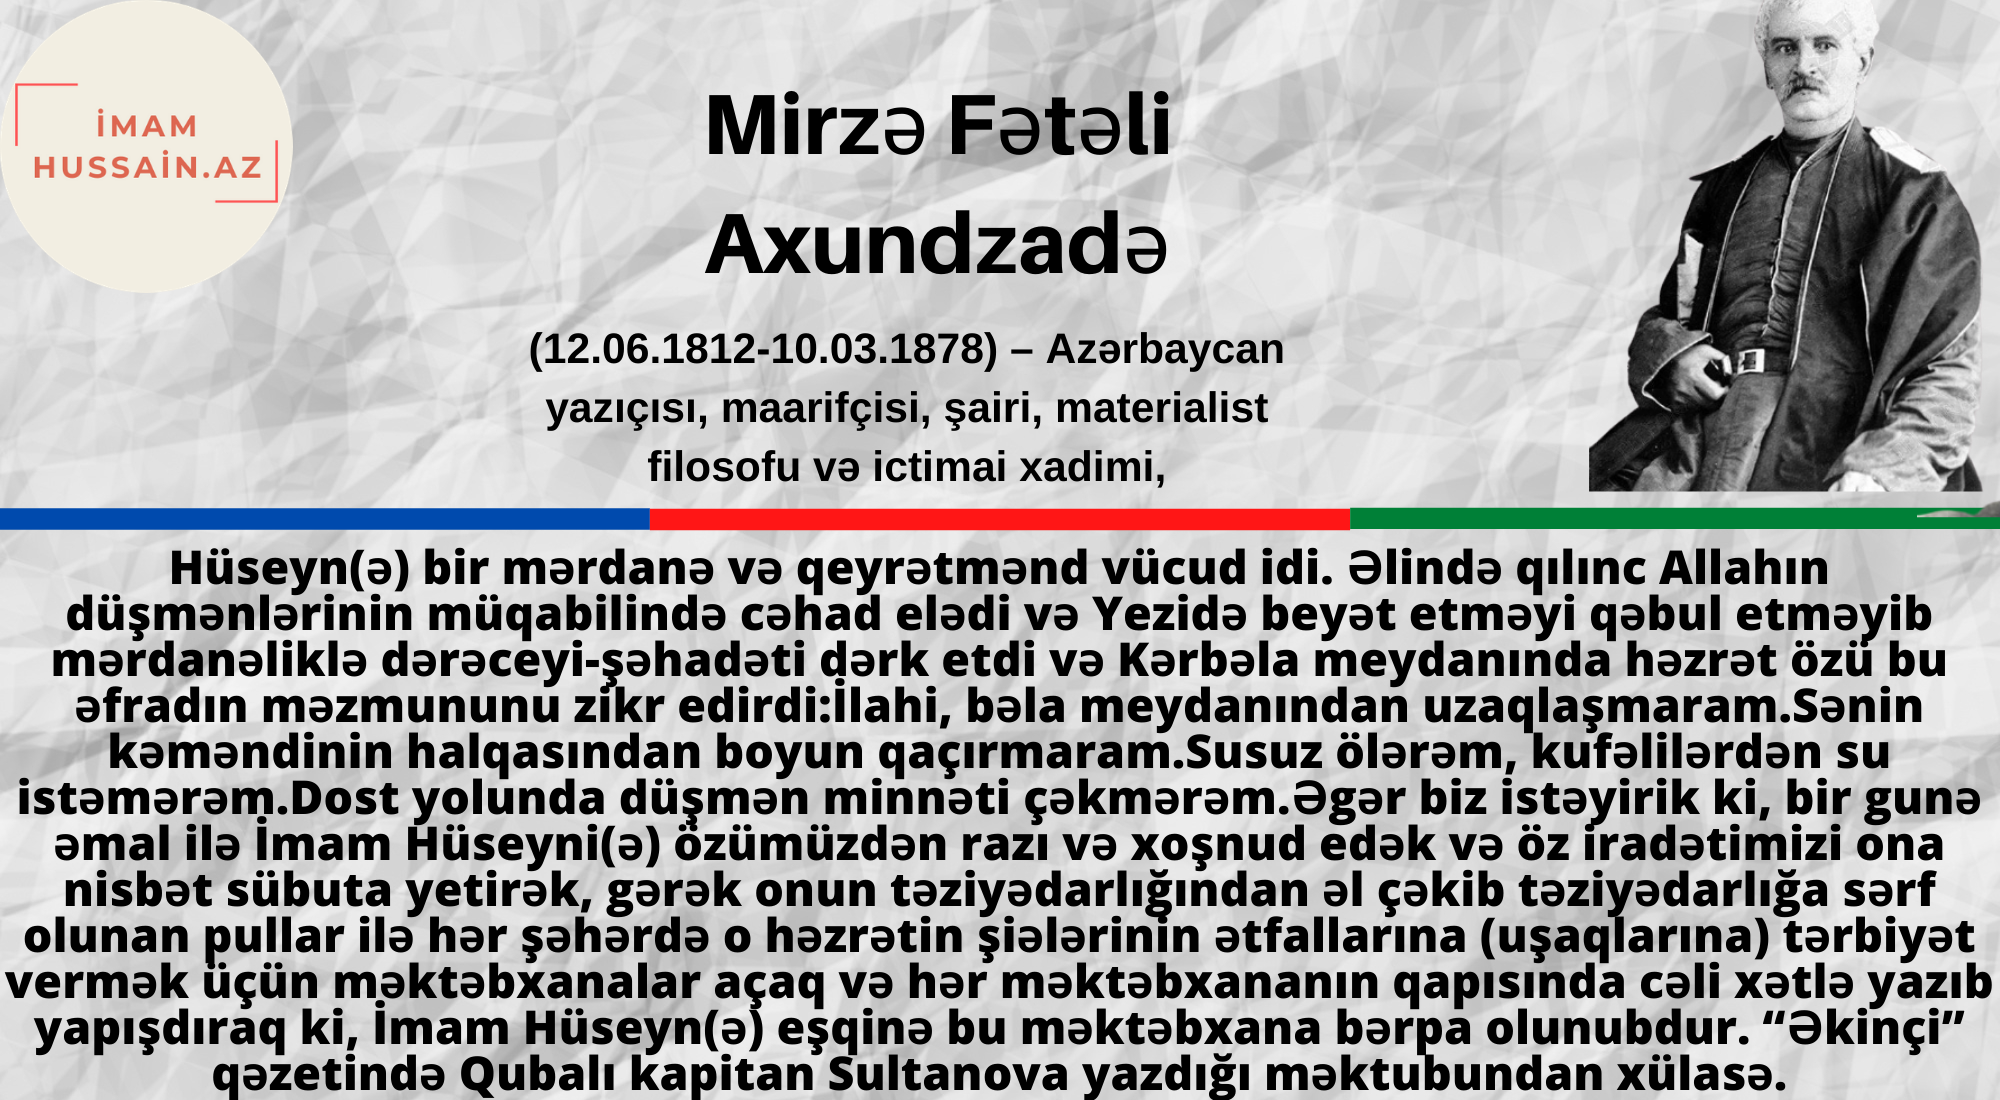 İMAM
HUSSAİN.AZ
Mirzə Fətəli
Axundzadə
(12.06.1812-10.03.1878) – Azərbaycan
yazıçısı, maarifçisi, şairi, materialist
filosofu və ictimai xadimi,
Hüseyn(ə) bir mərdanə və qeyrətmənd vücud idi. Əlində qılınc Allahın
düşmənlərinin müqabilində cəhad elədi və Yezidə beyət etməyi qəbul etməyib
mərdanəliklə dərəceyi-şəhadəti dərk etdi və Kərbəla meydanında həzrət özü bu
əfradın məzmununu zikr edirdi:İlahi, bəla meydanından uzaqlaşmaram.Sənin
kəməndinin halqasından boyun qaçırmaram.Susuz ölərəm, kufəlilərdən su
istəmərəm.Dost yolunda düşmən minnəti çəkmərəm.Əgər biz istəyirik ki, bir gunə
əmal ilə İmam Hüseyni(ə) özümüzdən razı və xoşnud edək və öz iradətimizi ona
nisbət sübuta yetirək, gərək onun təziyədarlığından əl çəkib təziyədarlığa sərf
olunan pullar ilə hər şəhərdə o həzrətin şiələrinin ətfallarına (uşaqlarına) tərbiyət
vermək üçün məktəbxanalar açaq və hər məktəbxananın qapısında cəli xətlə yazıb
yapışdıraq ki, İmam Hüseyn(ə) eşqinə bu məktəbxana bərpa olunubdur. “Əkinçi”
qəzetində Qubalı kapitan Sultanova yazdığı məktubundan xülasə.